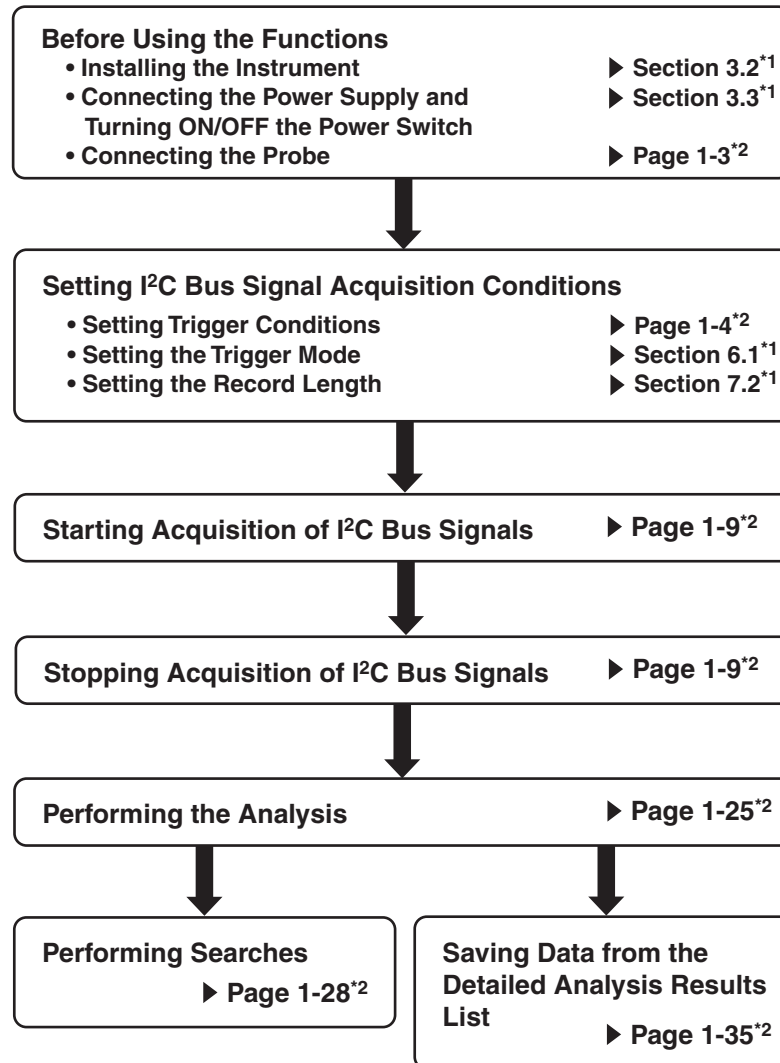 Before Using the Functions
• Installing the Instrument ▶ Section 3.2*1
• Connecting the Power Supply and ▶ Section 3.3*1
Turning ON/OFF the Power Switch
• Connecting the Probe ▶ Page 1-3*2
Setting I2C Bus Signal Acquisition Conditions
• Setting Trigger Conditions ▶ Page 1-4*2
• Setting the Trigger Mode ▶ Section 6.1*1
• Setting the Record Length ▶ Section 7.2*1
Starting Acquisition of I2C Bus Signals ▶ Page 1-9*2
Stopping Acquisition of I2C Bus Signals ▶ Page 1-9*2
Performing the Analysis ▶ Page 1-25*2
Performing Searches
▶ Page 1-28*2
Saving Data from the
Detailed Analysis Results
List
▶ Page 1-35*2